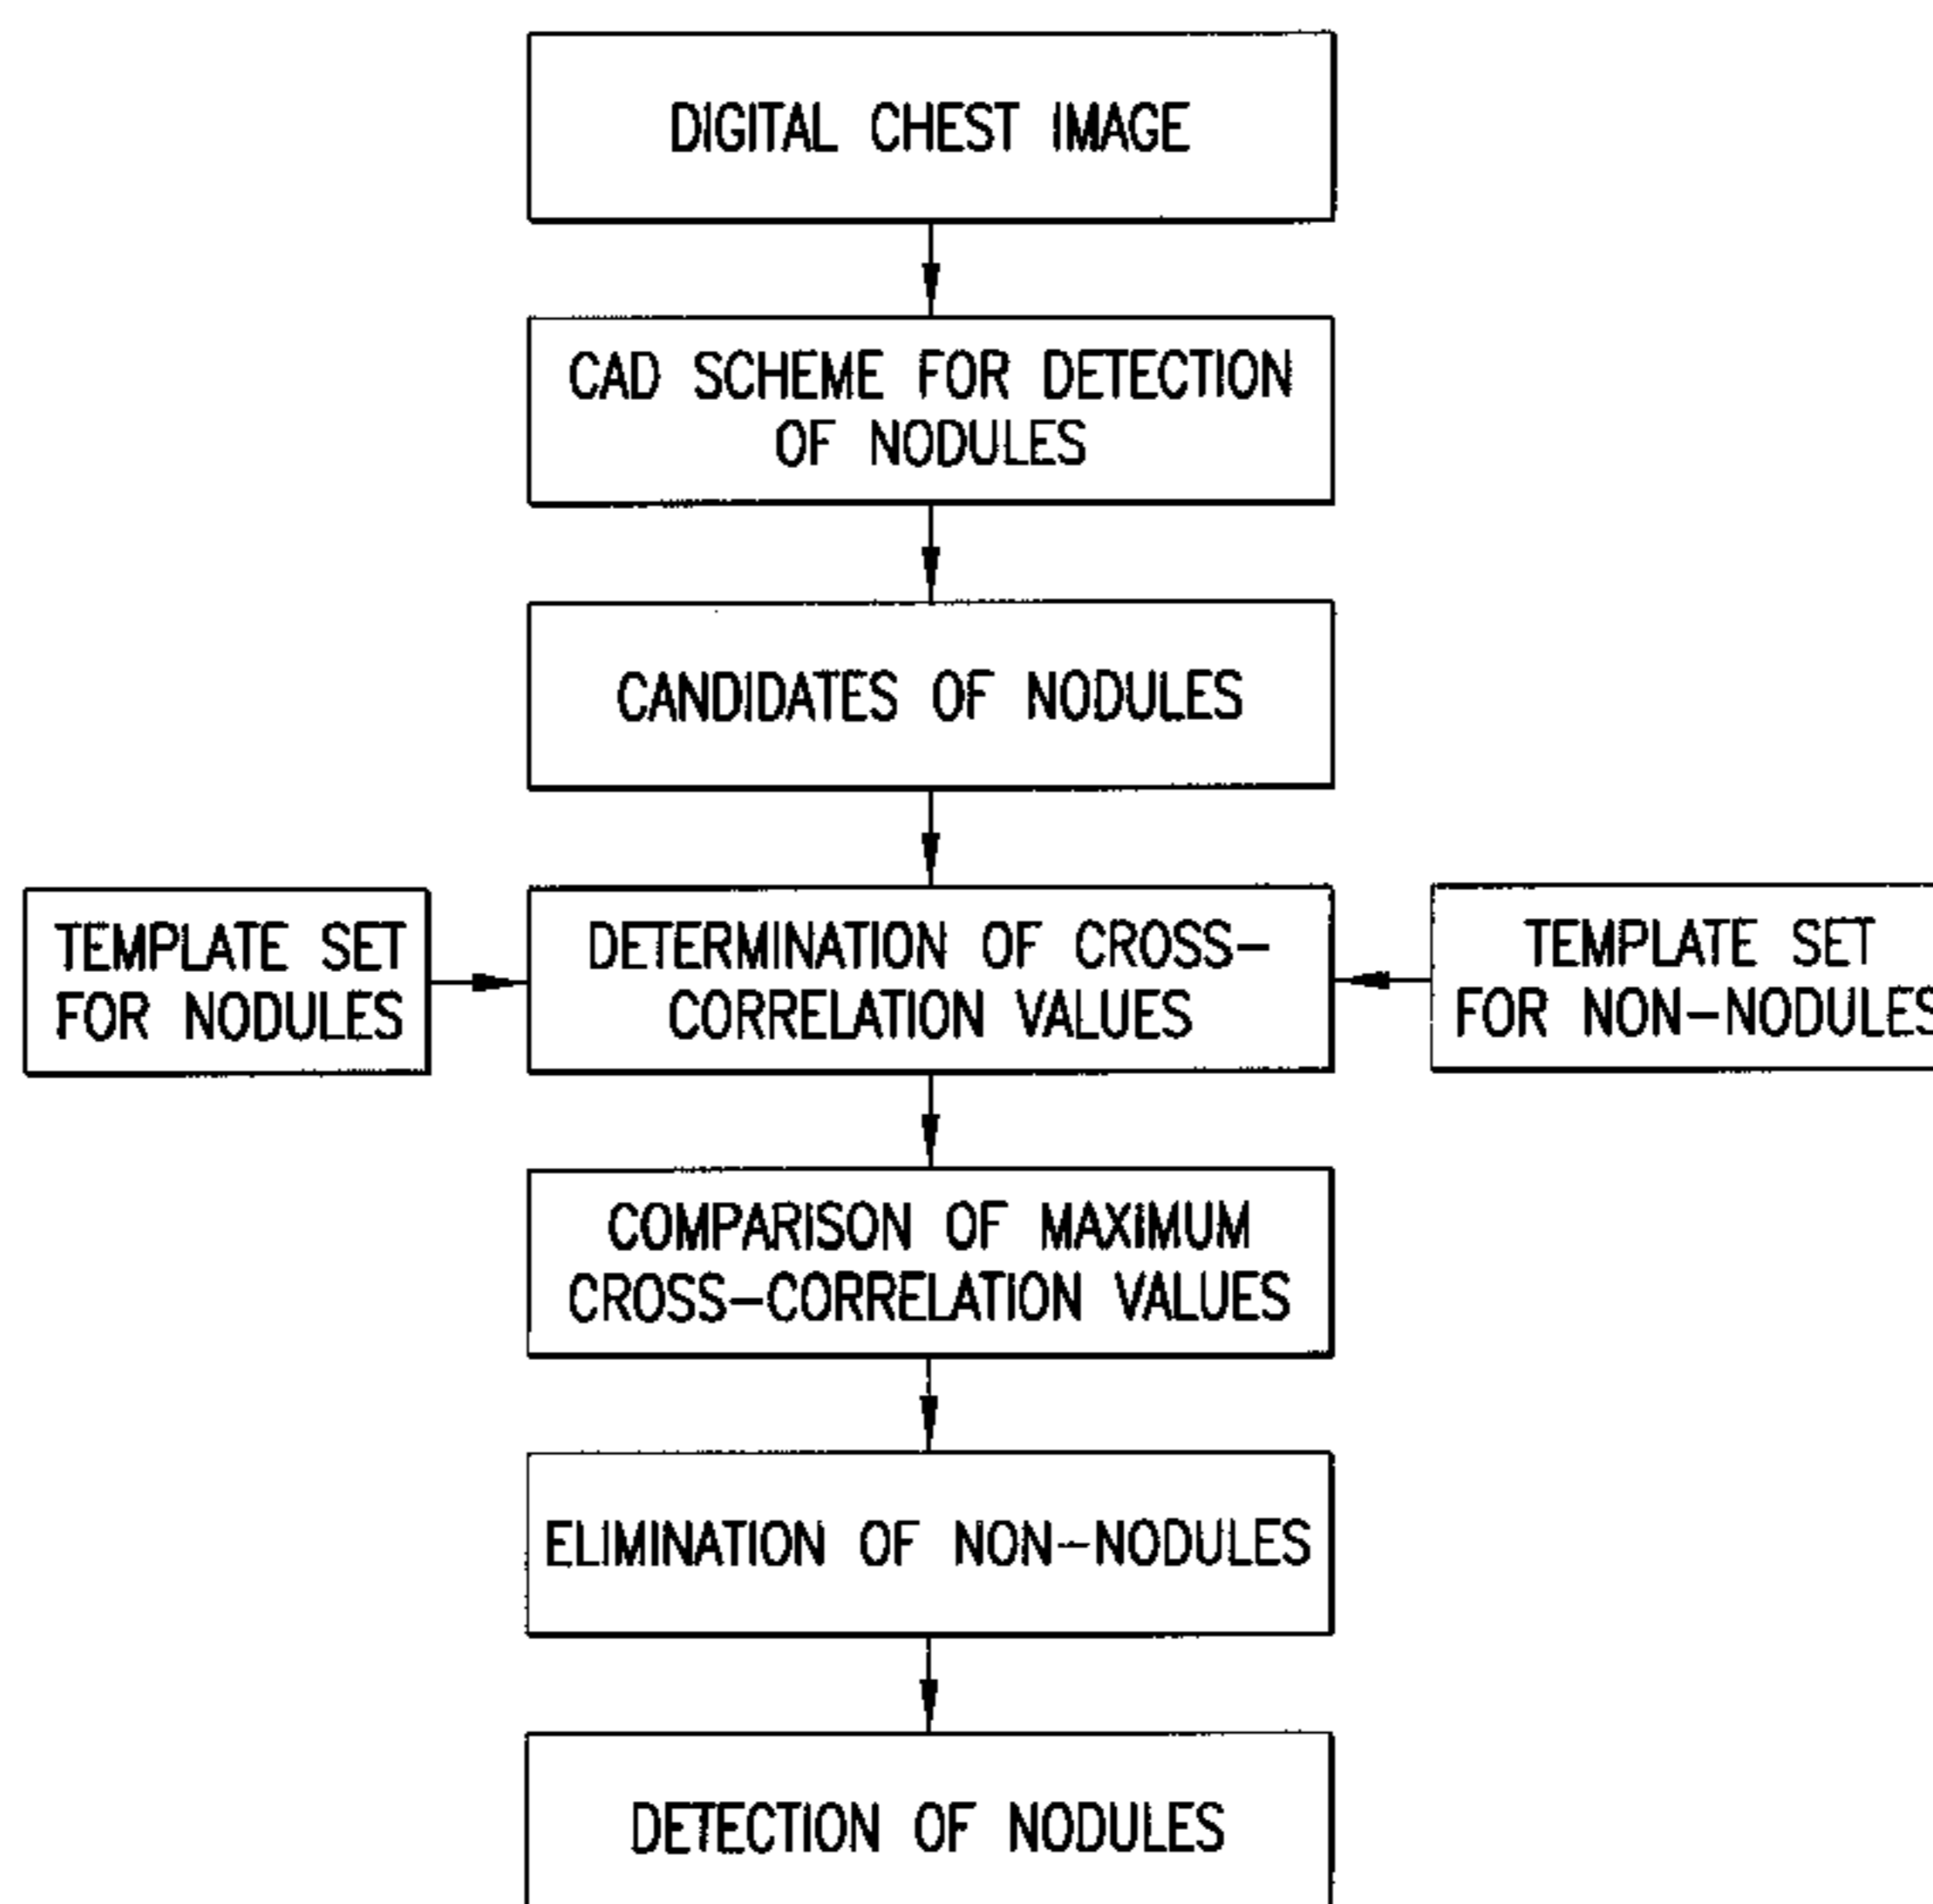 DIGITAL CHEST IMAGE
CAD SCHEME FOR DETECTION
OF NODULES
CANDIDATES OF NODULES
TEMPLATE SET
FOR NODULES
DETERMINATION OF CROSS-
CORRELATION VALUES
TEMPLATE SET
FOR NON-NODULES
COMPARISON OF MAXIMUM
CROSS-CORRELATION VALUES
ELIMINATION OF NON-NODULES
DETECTION OF NODULES